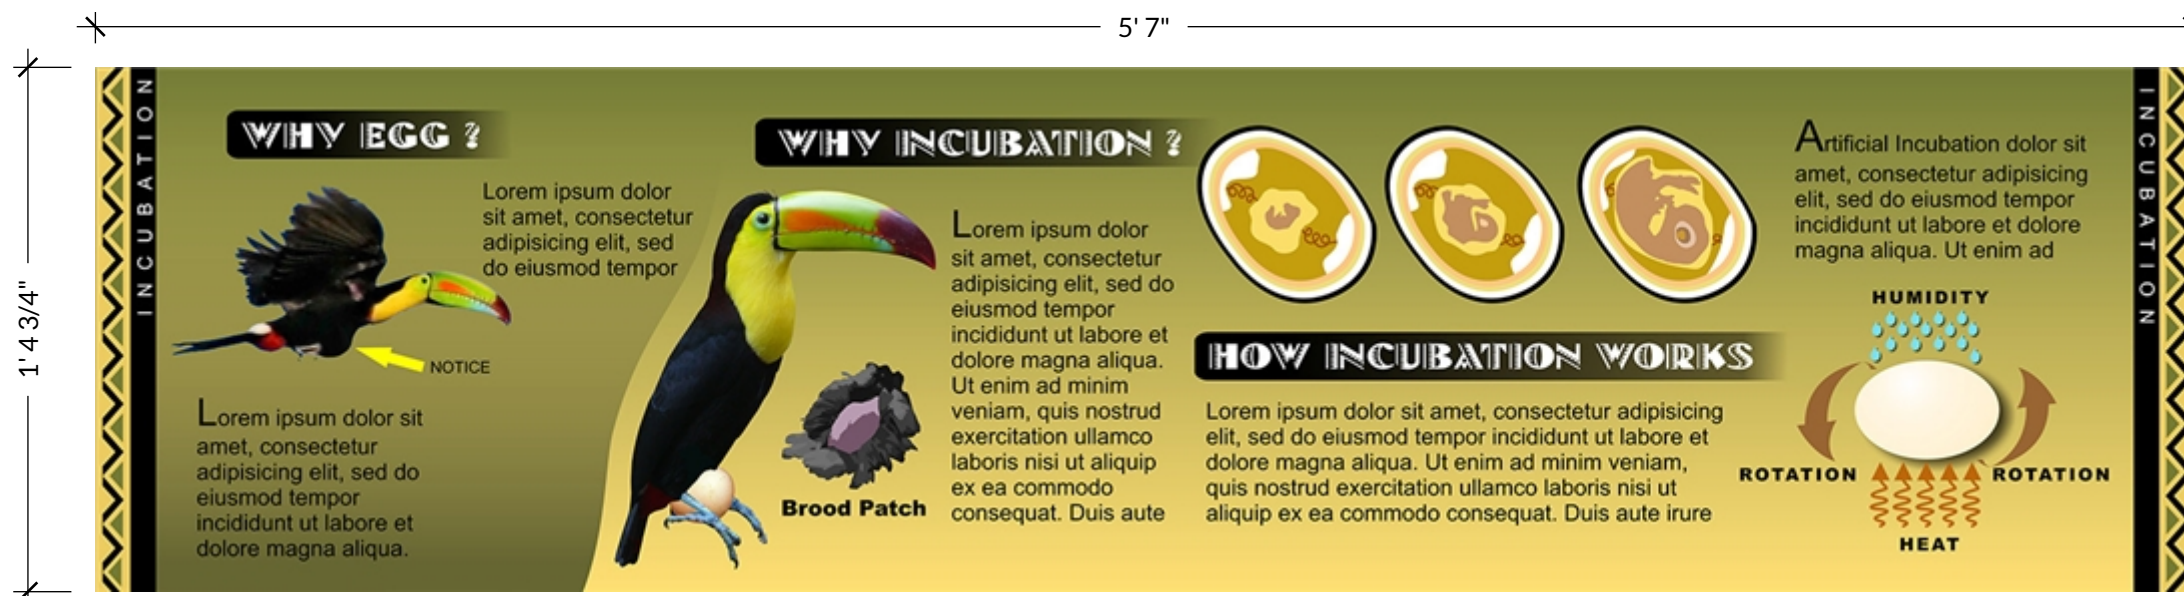 5' 7"
1' 4 3/4"
INCUBATION
WHY EGG ?
Lorem ipsum dolor
sit amet, consectetur
adipisicing elit, sed
do eiusmod tempor
NOTICE
Lorem ipsum dolor sit
amet, consectetur
adipisicing elit, sed do
eiusmod tempor
incididunt ut labore et
dolore magna aliqua.
WHY INCUBATION ?
Lorem ipsum dolor
sit amet, consectetur
adipisicing elit, sed do
eiusmod tempor
incididunt ut labore et
dolore magna aliqua.
Ut enim ad minim
veniam, quis nostrud
exercitation ullamco
laboris nisi ut aliquip
ex ea commodo
consequat. Duis aute
Brood Patch
HOW INCUBATION WORKS
Lorem ipsum dolor sit amet, consectetur adipisicing
elit, sed do eiusmod tempor incididunt ut labore et
dolore magna aliqua. Ut enim ad minim veniam,
quis nostrud exercitation ullamco laboris nisi ut
aliquip ex ea commodo consequat. Duis aute irure
Artificial Incubation dolor sit
amet, consectetur adipisicing
elit, sed do eiusmod tempor
incididunt ut labore et dolore
magna aliqua. Ut enim ad
HUMIDITY
ROTATION
ROTATION
HEAT
INCUBATION